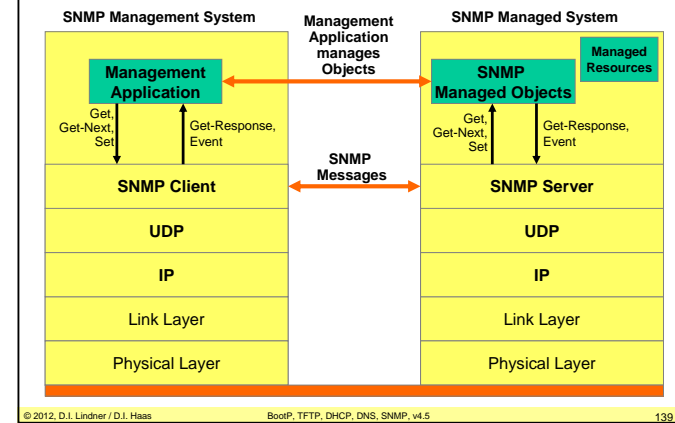 SNMP Management System
Management
Application
manages
Objects
SNMP Managed System
Management
Application
SNMP
Managed Objects
Managed
Resources
Get,
Get-Next,
Set
Get-Response,
Event
Get,
Get-Next,
Set
Get-Response,
Event
SNMP
Messages
SNMP Client
SNMP Server
UDP
UDP
IP
IP
Link Layer
Link Layer
Physical Layer
Physical Layer
© 2012, D.I. Lindner / D.I. Haas
BootP, TFTP, DHCP, DNS, SNMP, v4.5
139